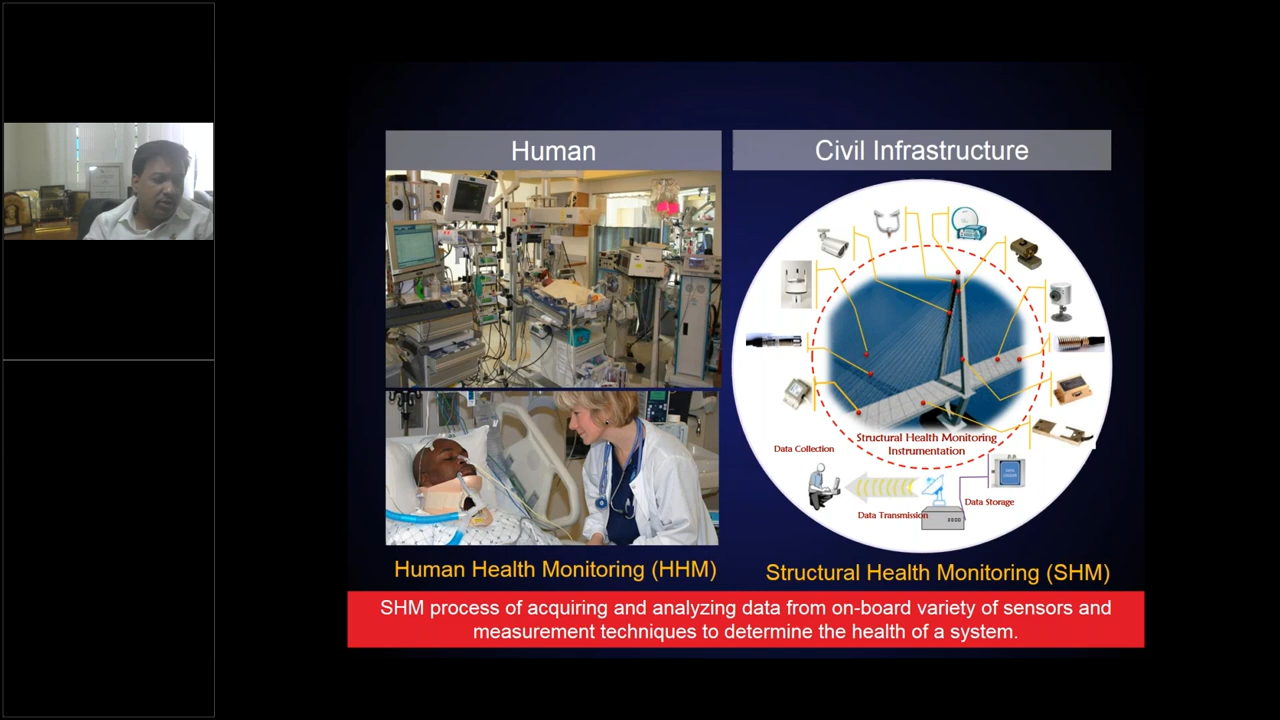 Human
Civil Infrastructure
Structural Health Monitoring
Instrumentation
Data Collection
Data Storage
Data Transmission
Human Health Monitoring (HHM)
Structural Health Monitoring (SHM)
SHM process of acquiring and analyzing data from on-board variety of sensors and
measurement techniques to determine the health of a system.